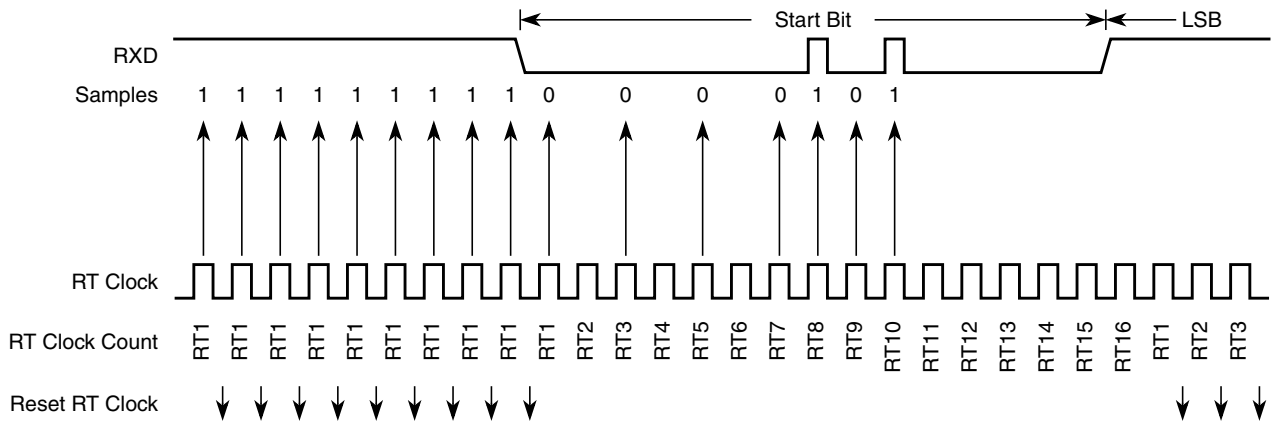 Start Bit LSB
RXD
Samples 1 1 1 1 1 1 1 1 1 0 0 0 0 1 0 1
RT Clock
RT Clock Count RT1 RT1 RT1 RT1 RT1 RT1 RT1 RT1 RT1 RT1 RT2 RT3 RT4 RT5 RT6 RT7 RT8 RT9 RT10 RT11 RT12 RT13 RT14 RT15 RT16 RT1 RT2 RT3
Reset RT Clock